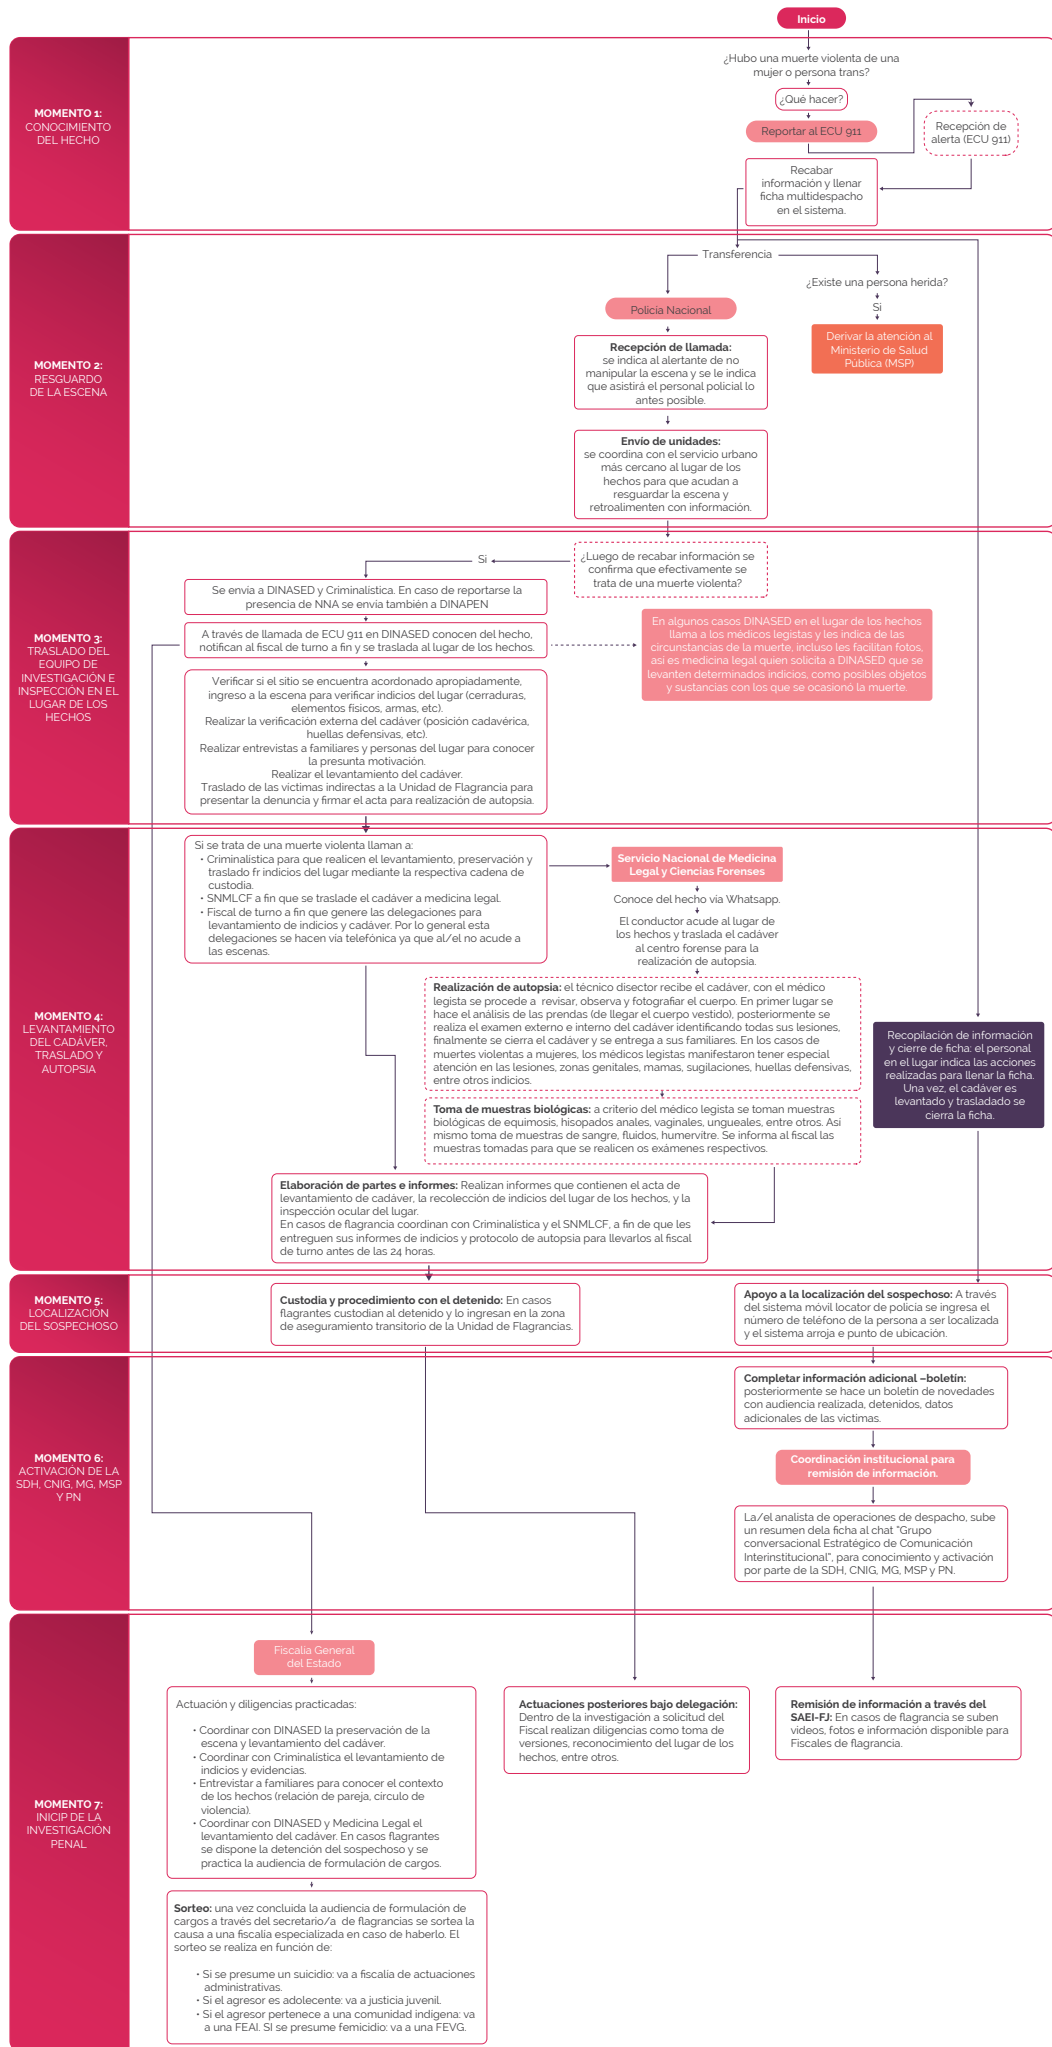 Inicio
MOMENTO 1:
CONOCIMIENTO
DEL HECHO
¿Hubo una muerte violenta de una
mujer o persona trans?
¿Qué hacer?
Reportar al ECU 911
Recepción de
alerta (ECU 911)
Recabar
información y llenar
ficha multidespacho
en el sistema.
MOMENTO 2:
RESGUARDO
DE LA ESCENA
Transferencia
¿Existe una persona herida?
Si
Policía Nacional
Derivar la atención al
Ministerio de Salud
Pública (MSP)
Recepción de llamada:
se indica al alertante de no
manipular la escena y se le indica
que asistirá el personal policial lo
antes posible.
Envío de unidades:
se coordina con el servicio urbano
más cercano al lugar de los
hechos para que acudan a
resguardar la escena y
retroalimenten con información.
MOMENTO 3:
TRASLADO DEL
EQUIPO DE
INVESTIGACIÓN E
INSPECCIÓN EN EL
LUGAR DE LOS
HECHOS
¿Luego de recabar información se
confirma que efectivamente se
trata de una muerte violenta?
Si
Se envía a DINASED y Criminalística. En caso de reportarse la
presencia de NNA se envía también a DINAPEN
A través de llamada de ECU 911 en DINASED conocen del hecho,
notifican al fiscal de turno a fin y se traslada al lugar de los hechos.
En algunos casos DINASED en el lugar de los hechos
llama a los médicos legistas y les indica de las
circunstancias de la muerte, incluso les facilitan fotos,
así es medicina legal quien solicita a DINASED que se
levanten determinados indicios, como posibles objetos
y sustancias con los que se ocasionó la muerte.
Verificar si el sitio se encuentra acordonado apropiadamente,
ingreso a la escena para verificar indicios del lugar (cerraduras,
elementos físicos, armas, etc).
Realizar la verificación externa del cadáver (posición cadavérica,
huellas defensivas, etc).
Realizar entrevistas a familiares y personas del lugar para conocer
la presunta motivación.
Realizar el levantamiento del cadáver.
Traslado de las víctimas indirectas a la Unidad de Flagrancia para
presentar la denuncia y firmar el acta para realización de autopsia.
MOMENTO 4:
LEVANTAMIENTO
DEL CADÁVER,
TRASLADO Y
AUTOPSIA
Si se trata de una muerte violenta llaman a:
• Criminalística para que realicen el levantamiento, preservación y
traslado fr indicios del lugar mediante la respectiva cadena de
custodia.
• SNMLCF a fin que se traslade el cadáver a medicina legal.
• Fiscal de turno a fin que genere las delegaciones para
levantamiento de indicios y cadáver. Por lo general esta
delegaciones se hacen vía telefónica ya que al/el no acude a
las escenas.
Servicio Nacional de Medicina
Legal y Ciencias Forenses
Conoce del hecho vía Whatsapp.
El conductor acude al lugar de
los hechos y traslada el cadáver
al centro forense para la
realización de autopsia.
Realización de autopsia: el técnico disector recibe el cadáver, con el médico
legista se procede a revisar, observa y fotografiar el cuerpo. En primer lugar se
hace el análisis de las prendas (de llegar el cuerpo vestido), posteriormente se
realiza el examen externo e interno del cadáver identificando todas sus lesiones,
finalmente se cierra el cadáver y se entrega a sus familiares. En los casos de
muertes violentas a mujeres, los médicos legistas manifestaron tener especial
atención en las lesiones, zonas genitales, mamas, sugilaciones, huellas defensivas,
entre otros indicios.
Toma de muestras biológicas: a criterio del médico legista se toman muestras
biológicas de equimosis, hisopados anales, vaginales, ungueales, entre otros. Así
mismo toma de muestras de sangre, fluidos, humervitre. Se informa al fiscal las
muestras tomadas para que se realicen os exámenes respectivos.
Recopilación de información
y cierre de ficha: el personal
en el lugar indica las acciones
realizadas para llenar la ficha.
Una vez, el cadáver es
levantado y trasladado se
cierra la ficha.
Elaboración de partes e informes: Realizan informes que contienen el acta de
levantamiento de cadáver, la recolección de indicios del lugar de los hechos, y la
inspección ocular del lugar.
En casos de flagrancia coordinan con Criminalística y el SNMLCF, a fin de que les
entreguen sus informes de indicios y protocolo de autopsia para llevarlos al fiscal
de turno antes de las 24 horas.
MOMENTO 5:
LOCALIZACIÓN
DEL SOSPECHOSO
Custodia y procedimiento con el detenido: En casos
flagrantes custodian al detenido y lo ingresan en la zona
de aseguramiento transitorio de la Unidad de Flagrancias.
Apoyo a la localización del sospechoso: A través
del sistema móvil locator de policía se ingresa el
número de teléfono de la persona a ser localizada
y el sistema arroja e punto de ubicación.
MOMENTO 6:
ACTIVACIÓN DE LA
SDH, CNIG, MG, MSP
Y PN
Completar información adicional –boletín:
posteriormente se hace un boletín de novedades
con audiencia realizada, detenidos, datos
adicionales de las víctimas.
Coordinación institucional para
remisión de información.
La/el analista de operaciones de despacho, sube
un resumen dela ficha al chat "Grupo
conversacional Estratégico de Comunicación
Interinstitucional", para conocimiento y activación
por parte de la SDH, CNIG, MG, MSP y PN.
MOMENTO 7:
INICIP DE LA
INVESTIGACIÓN
PENAL
Fiscalía General
del Estado
Actuación y diligencias practicadas:
• Coordinar con DINASED la preservación de la
escena y levantamiento del cadáver.
• Coordinar con Criminalística el levantamiento de
indicios y evidencias.
• Entrevistar a familiares para conocer el contexto
de los hechos (relación de pareja, círculo de
violencia).
• Coordinar con DINASED y Medicina Legal el
levantamiento del cadáver. En casos flagrantes
se dispone la detención del sospechoso y se
practica la audiencia de formulación de cargos.
Actuaciones posteriores bajo delegación:
Dentro de la investigación a solicitud del
Fiscal realizan diligencias como toma de
versiones, reconocimiento del lugar de los
hechos, entre otros.
Remisión de información a través del
SAEI-FJ: En casos de flagrancia se suben
videos, fotos e información disponible para
Fiscales de flagrancia.
Sorteo: una vez concluida la audiencia de formulación de
cargos a través del secretario/a de flagrancias se sortea la
causa a una fiscalía especializada en caso de haberlo. El
sorteo se realiza en función de:
• Si se presume un suicidio: va a fiscalía de actuaciones
administrativas.
• Si el agresor es adolecente: va a justicia juvenil.
• Si el agresor pertenece a una comunidad indígena: va
a una FEAI. SI se presume femicidio: va a una FEVG.